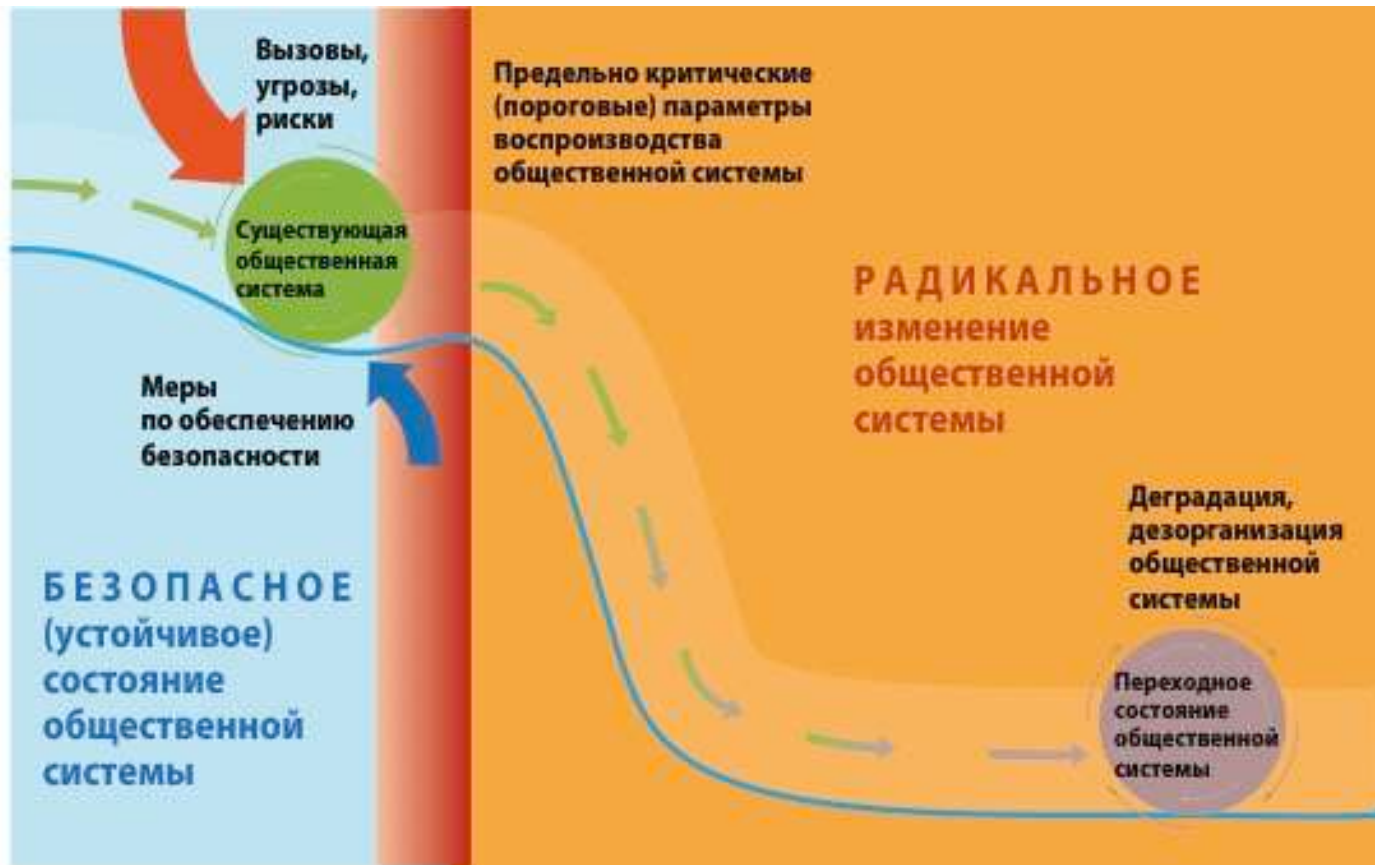 Вызовы,
угрозы,
риски
Предельно критические
(пороговые) параметры
воспроизводства
общественной системы
Существующая
общественная
система
Меры
по обеспечению
безопасности
БЕЗОПАСНОЕ
(устойчивое)
состояние
общественной
системы
РАДИКАЛЬНОЕ
изменение
общественной
системы
Деградация,
дезорганизация
общественной
системы
Переходное
состояние
общественной
системы